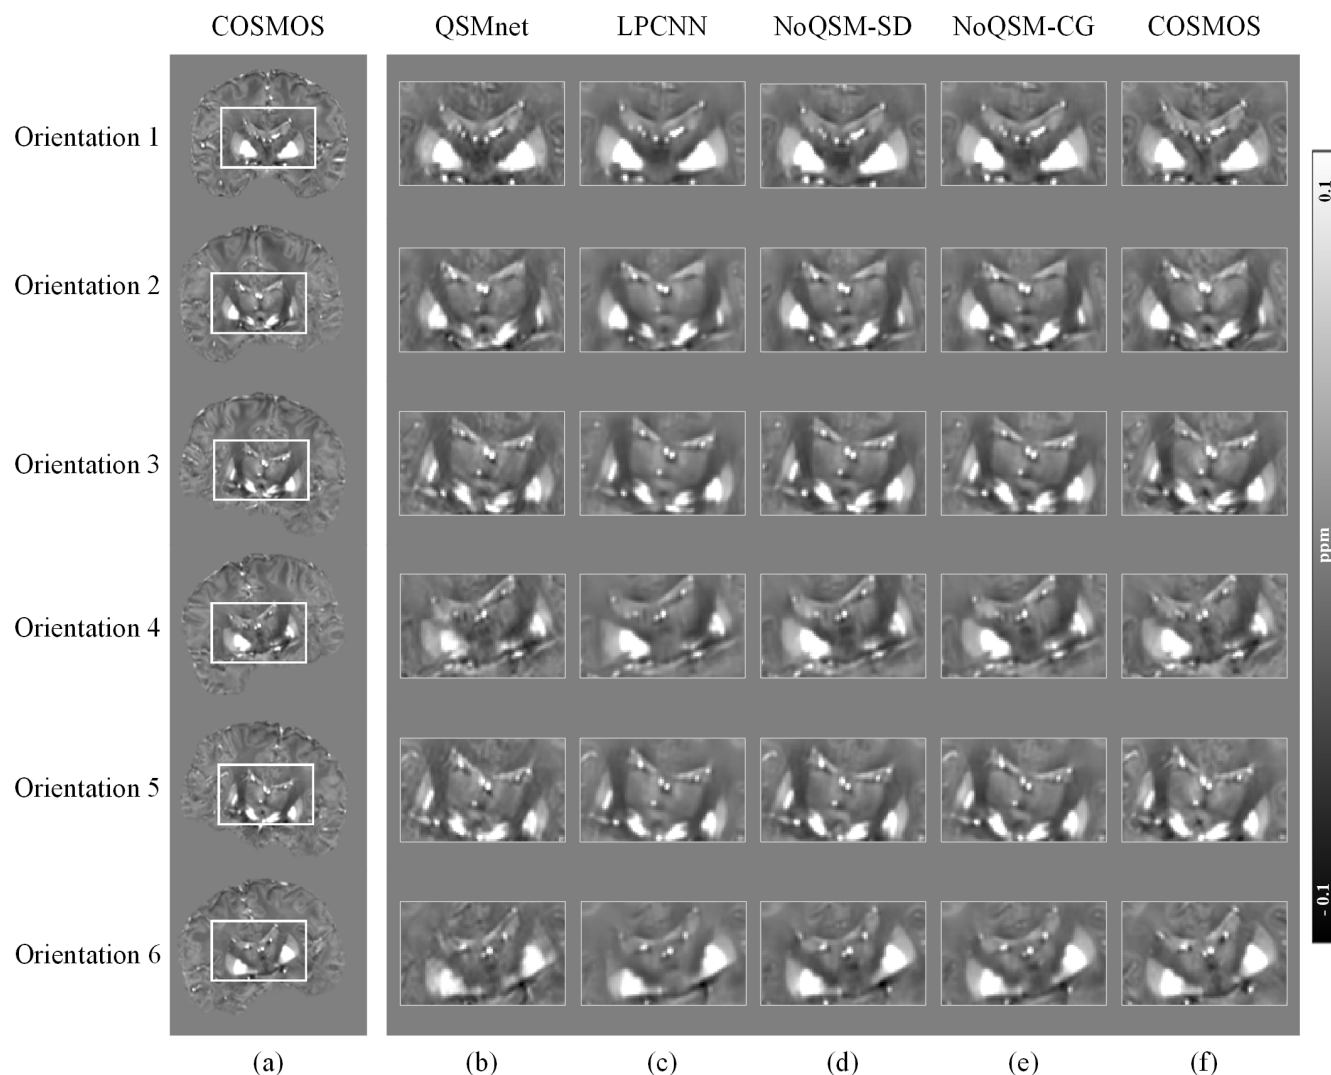 COSMOS QSMnet LPCNN NoQSM-SD NoQSM-CG COSMOS
Orientation 1
Orientation 2
Orientation 3
Orientation 4
Orientation 5
Orientation 6
0.1
ppm
- 0.1
(a) (b) (c) (d) (e) (f)